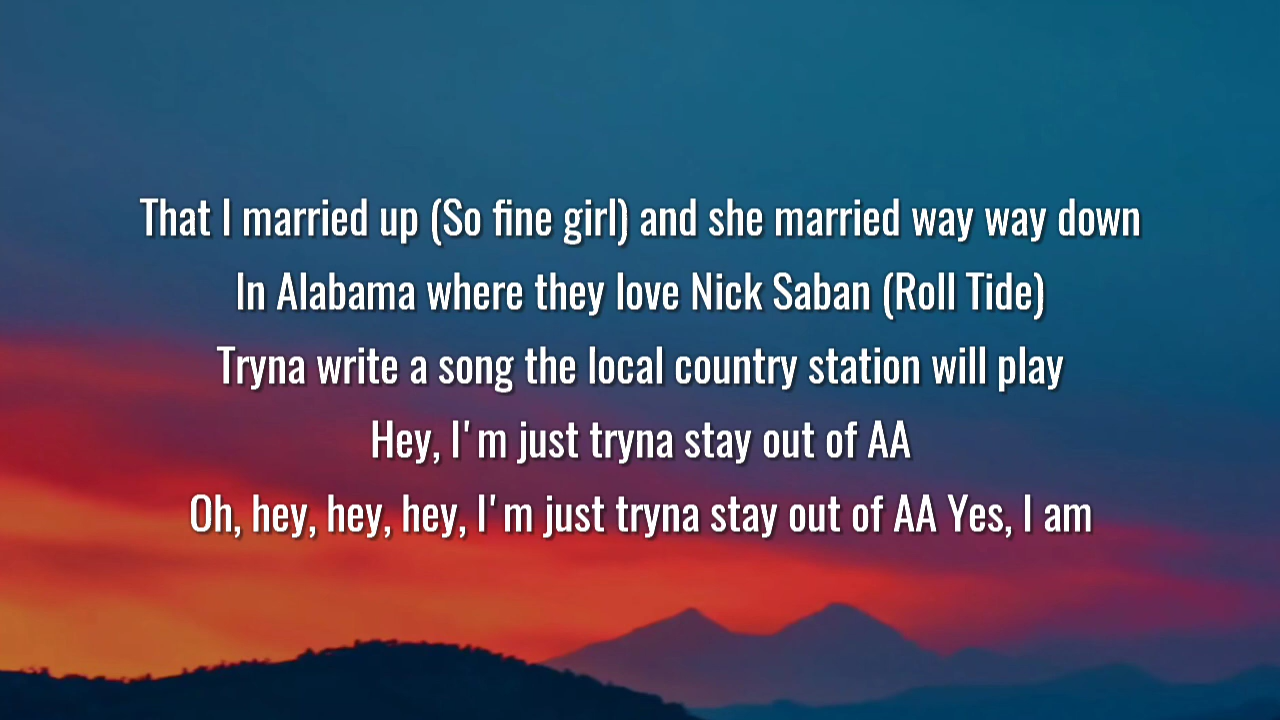 That I married up (So fine girl) and she married way way down
In Alabama where they love Nick Saban (Roll Tide)
Tryna write a song the local country station will play
Hey, I'm just tryna stay out of AA
Oh, hey, hey, hey, I'm just tryna stay out of AA Yes, I am